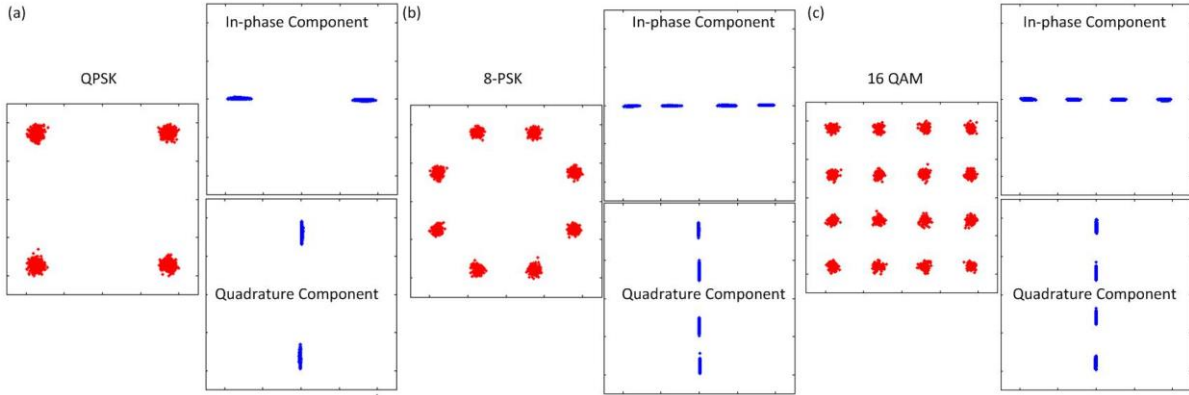 (a)
QPSK
In-phase Component
Quadrature Component
(b)
8-PSK
In-phase Component
Quadrature Component
(c)
16 QAM
In-phase Component
Quadrature Component